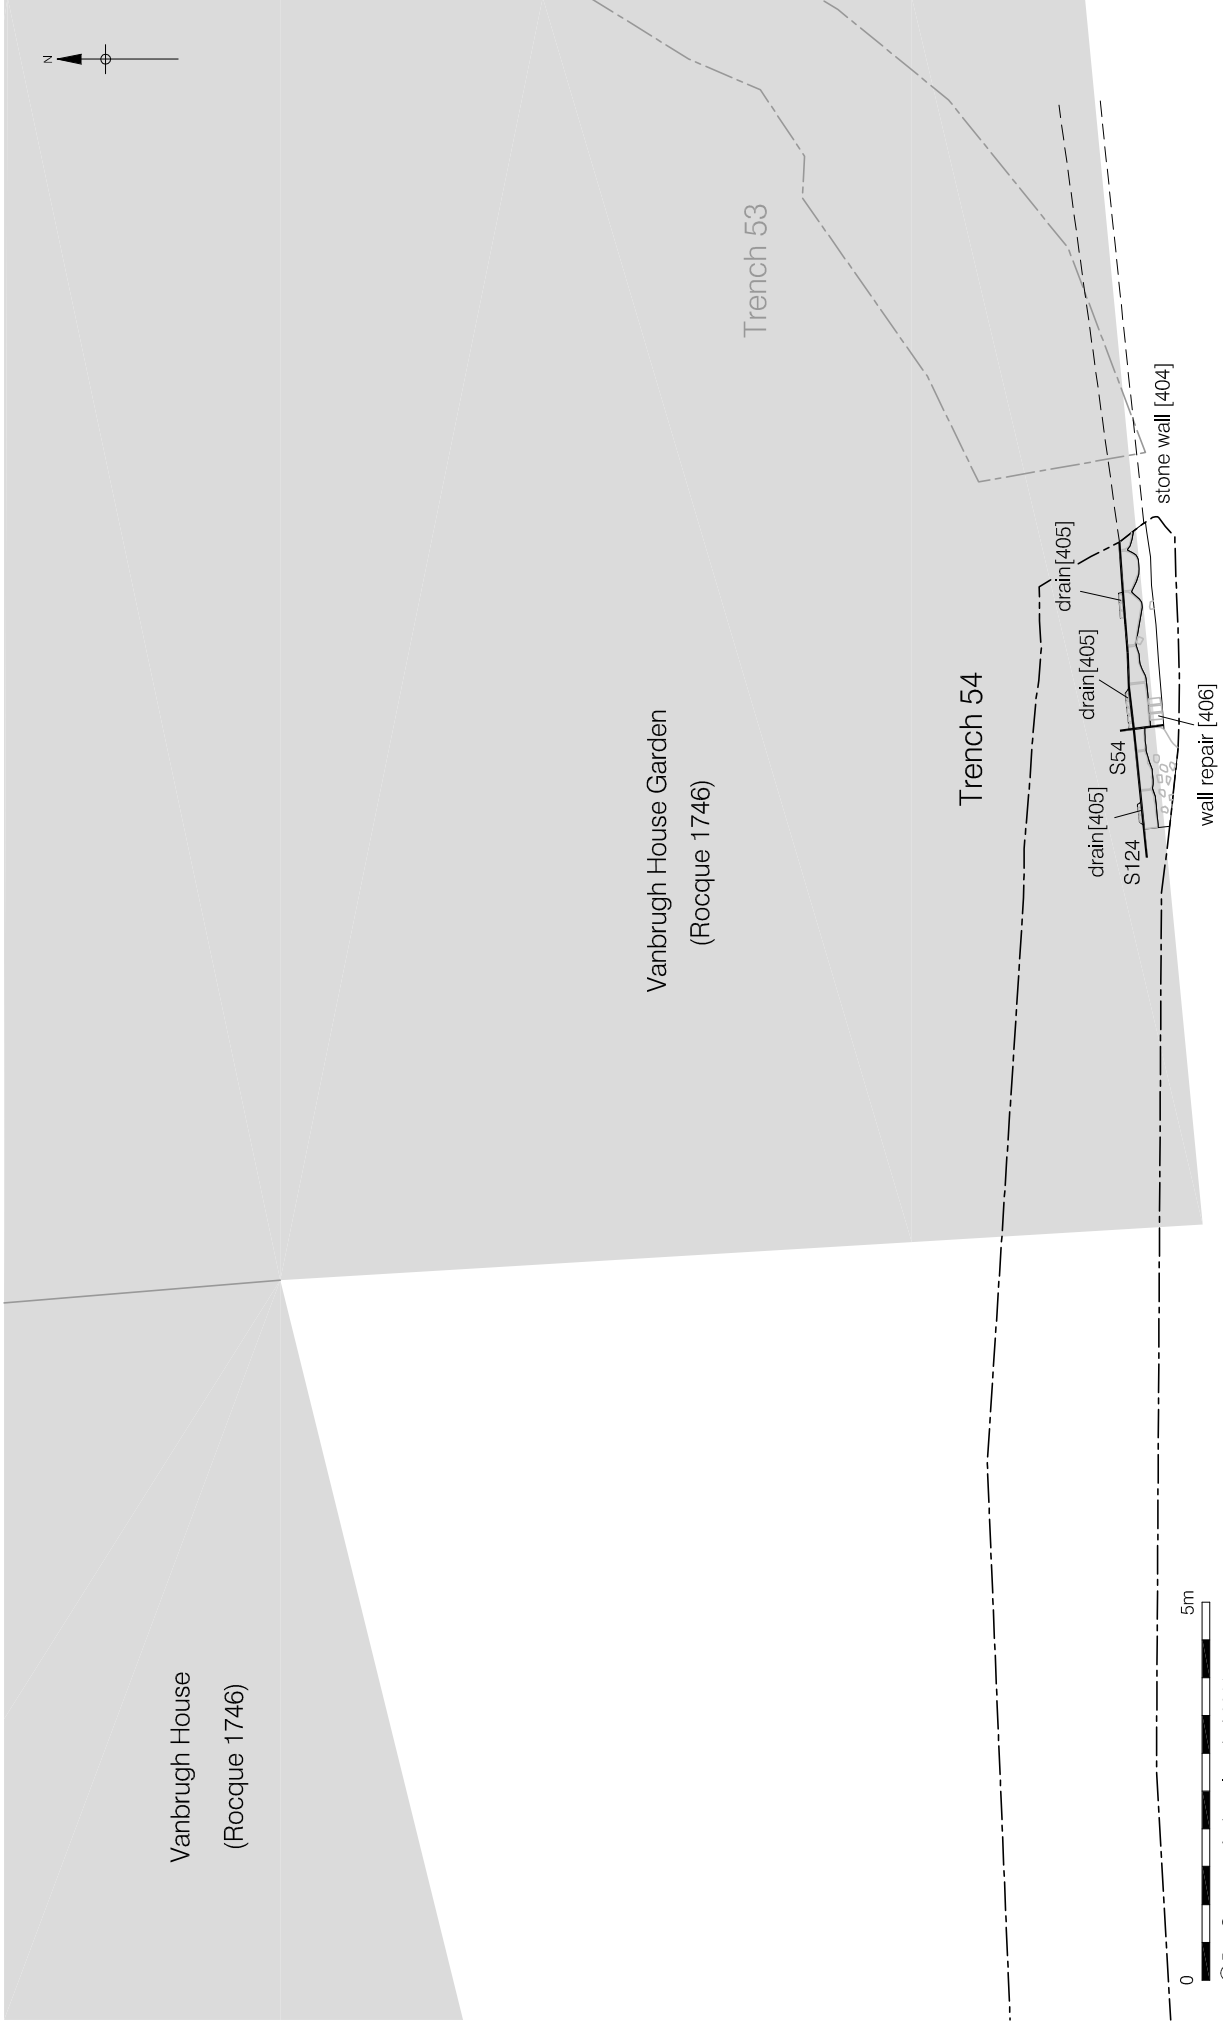 N
Trench 53
Vanbrugh House Garden
(Rocque 1746)
Vanbrugh House
(Rocque 1746)
Trench 54
drain[405]
drain[405]
drain[405]
S54
S124
stone wall [404]
wall repair [406]
0
5m